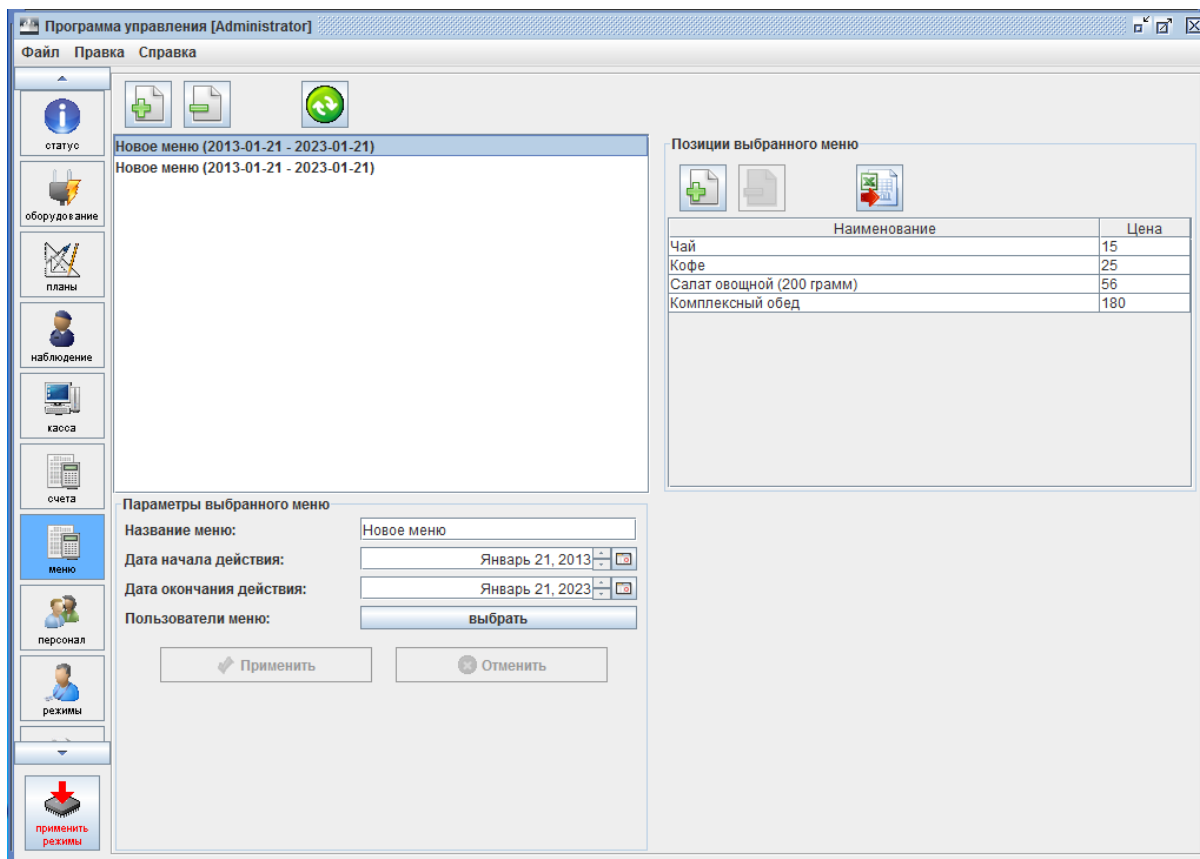 Программа управления [Administrator]
Файл Правка Справка
статус
оборудование
планы
наблюдение
касса
счета
меню
персонал
режимы
применить
режимы
Новое меню (2013-01-21 - 2023-01-21)
Новое меню (2013-01-21 - 2023-01-21)
Параметры выбранного меню
Название меню: Новое меню
Дата начала действия: Январь 21, 2013
Дата окончания действия: Январь 21, 2023
Пользователи меню: выбрать
Применить Отменить
Позиции выбранного меню
Наименование Цена
Чай 15
Кофе 25
Салат овощной (200 грамм) 56
Комплексный обед 180